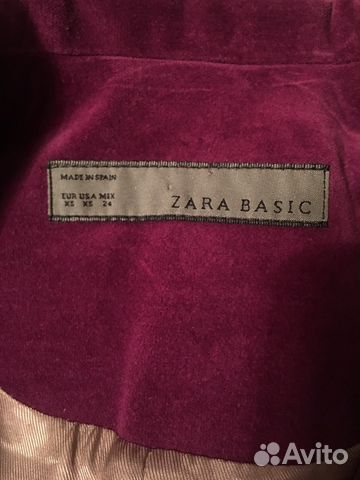 MADE IN SPAIN
EUR USA MEX
XS XS 24
ZARA BASIC
Avito